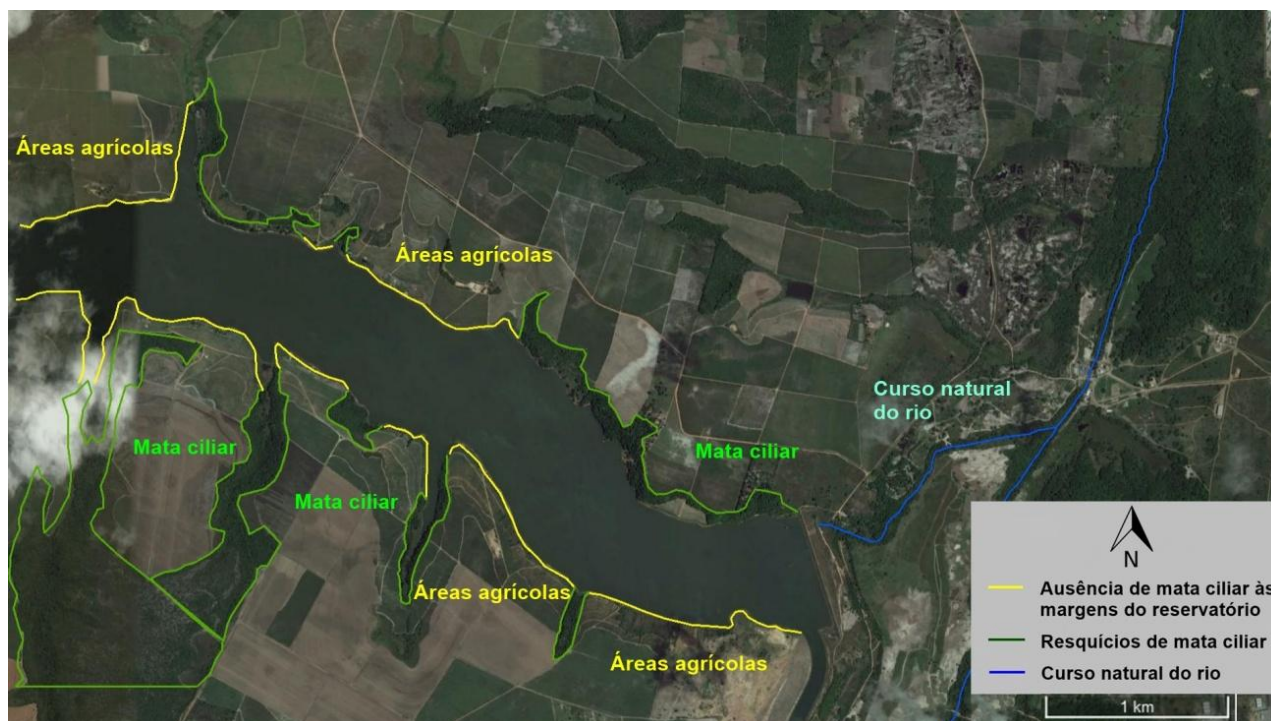 Áreas agrícolas
Áreas agrícolas
Curso natural
do rio
Mata ciliar
Mata ciliar
Mata ciliar
Áreas agrícolas
Áreas agrícolas
N
Ausência de mata ciliar às
margens do reservatório
Resquícios de mata ciliar
Curso natural do rio
1 km